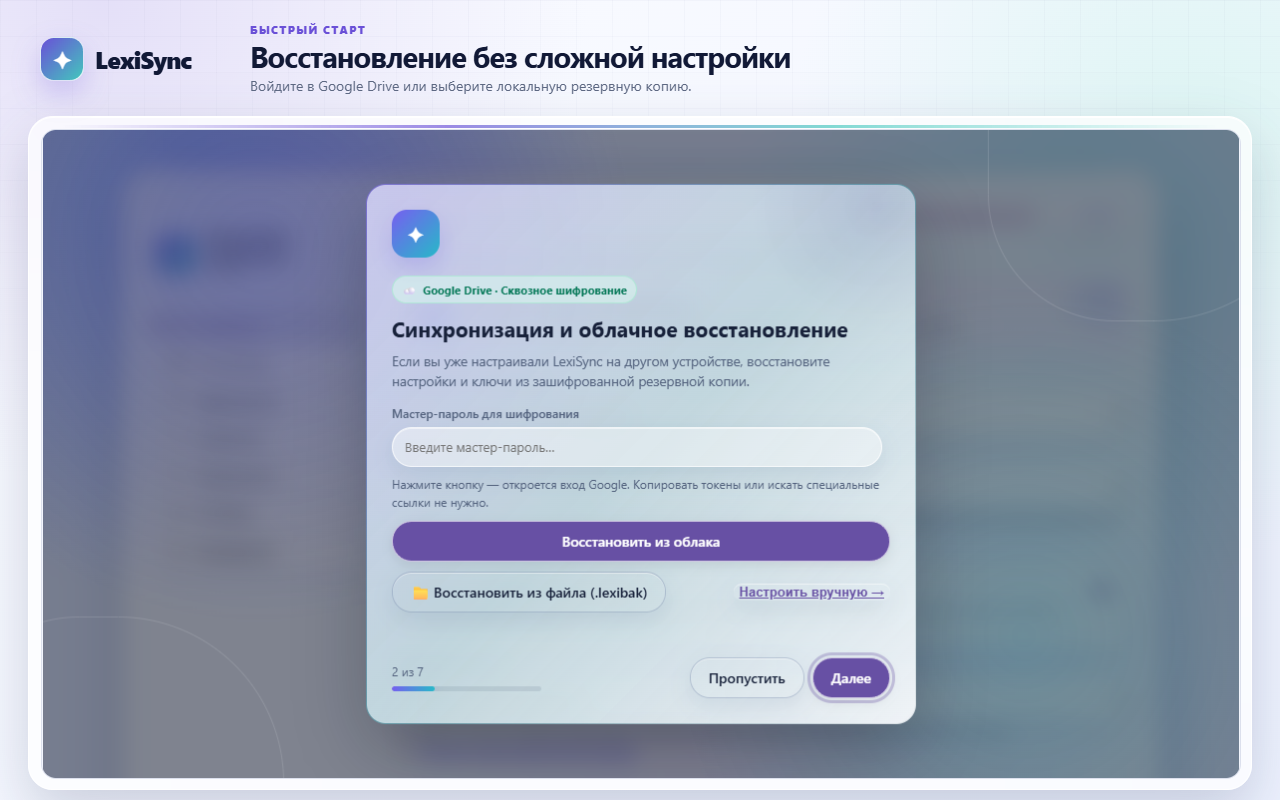 LexiSync
БЫСТРЫЙ СТАРТ
Восстановление без сложной настройки
Войдите в Google Drive или выберите локальную резервную копию.
Google Drive · Сквозное шифрование
Синхронизация и облачное восстановление
Если вы уже настраивали LexiSync на другом устройстве, восстановите
настройки и ключи из зашифрованной резервной копии.
Мастер-пароль для шифрования
Введите мастер-пароль...
Нажмите кнопку — откроется вход Google. Копировать токены или искать специальные
ссылки не нужно.
Восстановить из облака
Восстановить из файла (.lexibak)
Настроить вручную →
2 из 7
Пропустить
Далее